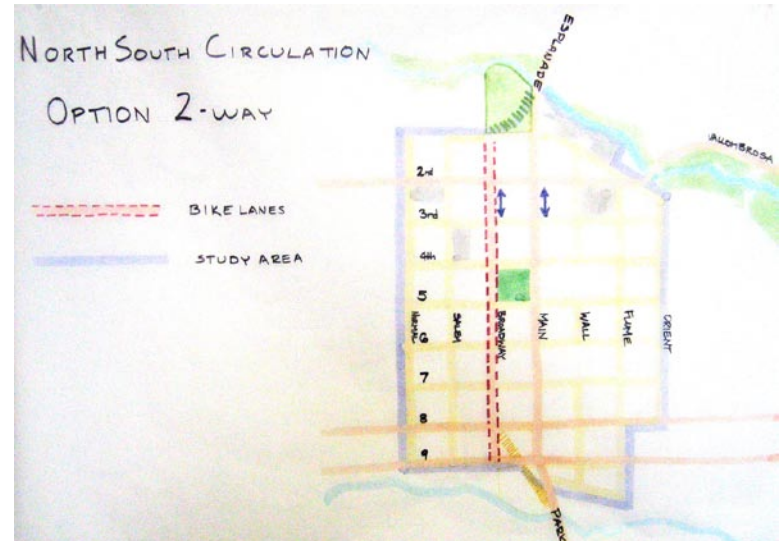 NORTH SOUTH CIRCULATION
OPTION 2-WAY
BIKE LANES
STUDY AREA
ESPLANADE
VALLOMBROSA
2nd
3rd
4th
5
6
7
8
9
NORMAL
SALEM
BROADWAY
MAIN
WALL
FLUME
ORIENT
PARK